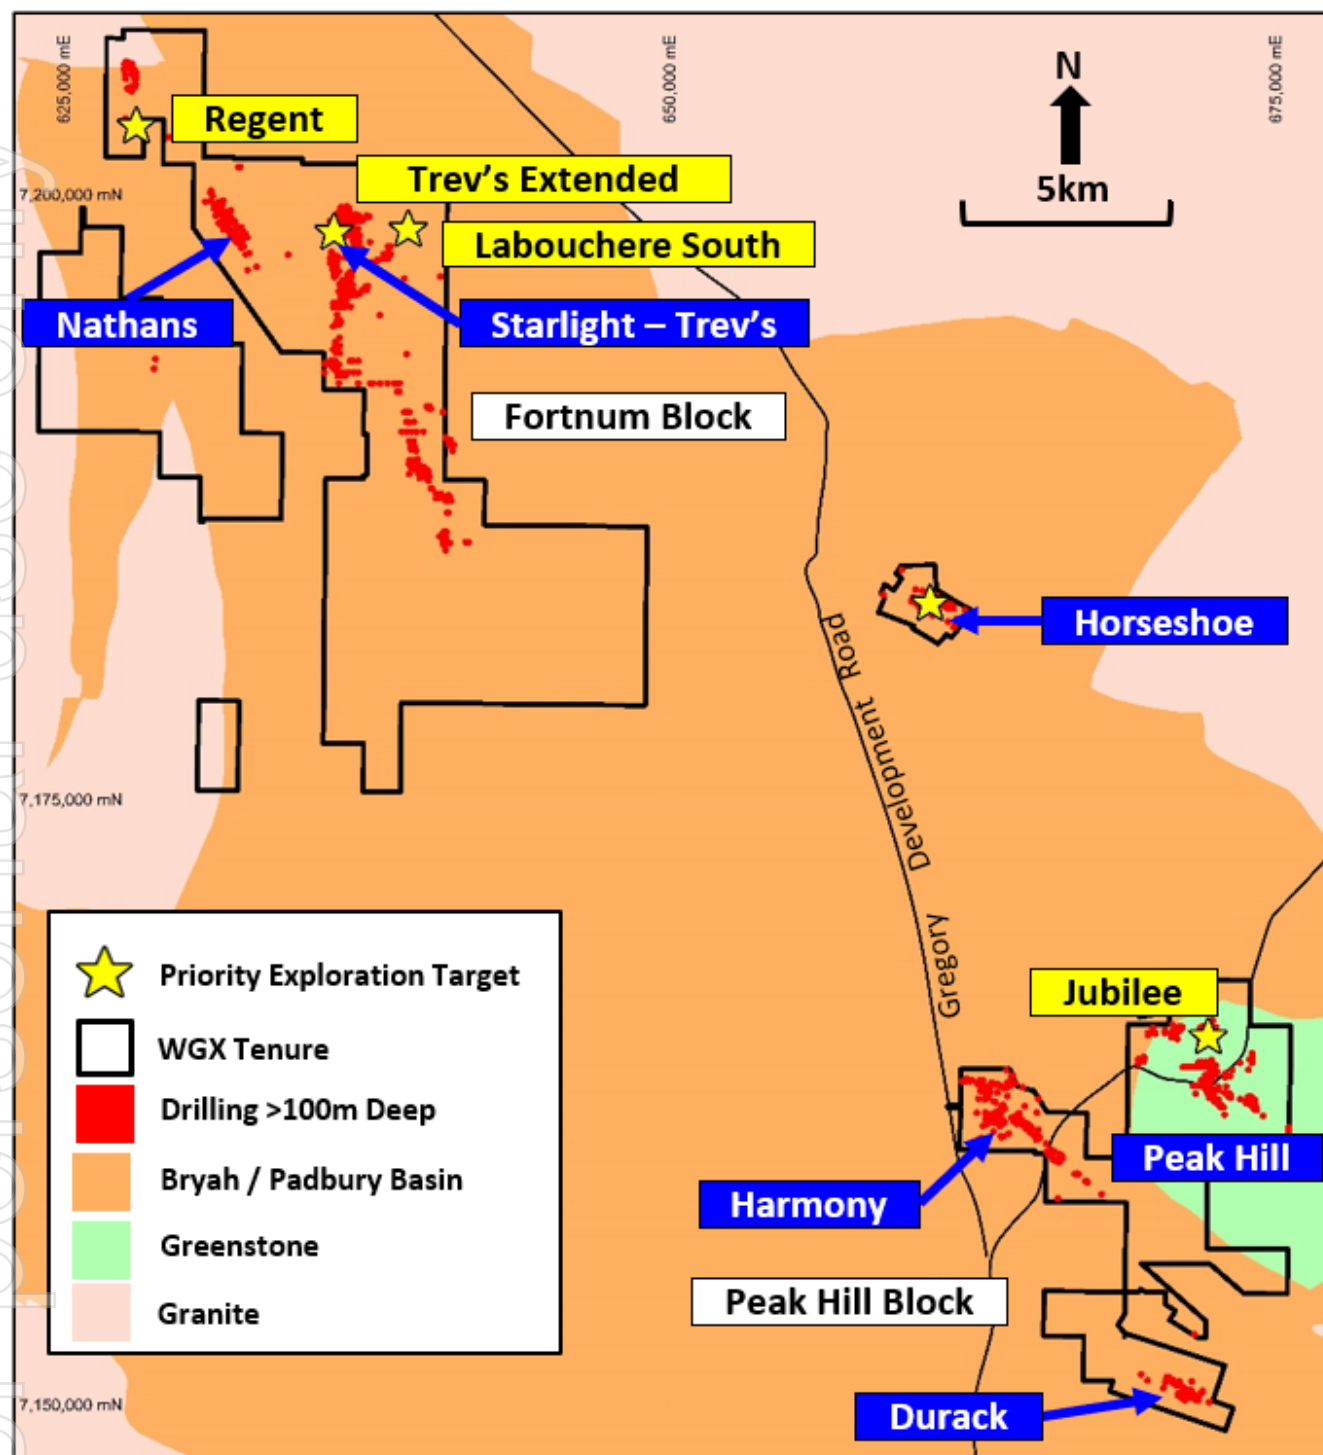 625,000 mE
650,000 mE
675,000 mE
N
5km
Regent
7,200,000 mN
Trev's Extended
Labouchere South
Nathans
Starlight – Trev's
Fortnum Block
Horseshoe
Gregory Development Road
7,175,000 mN
Jubilee
Peak Hill
Harmony
Peak Hill Block
Durack
Priority Exploration Target
WGX Tenure
Drilling >100m Deep
Bryah / Padbury Basin
Greenstone
Granite
7,150,000 mN